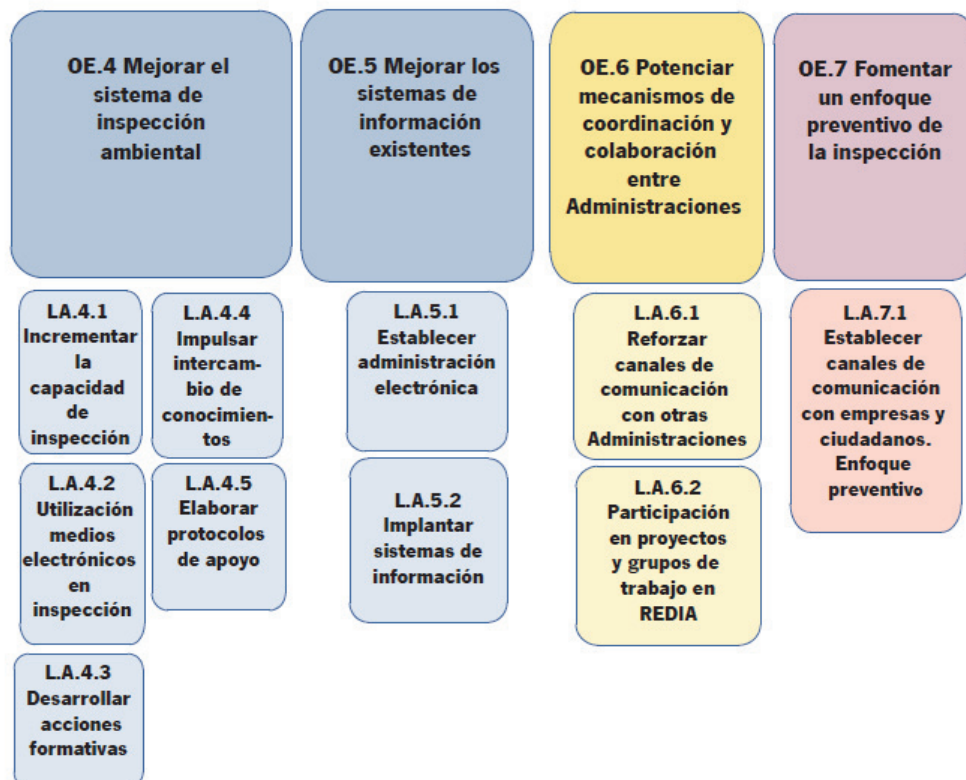 OE.4 Mejorar el
sistema de
inspección
ambiental
OE.5 Mejorar los
sistemas de
información
existentes
OE.6 Potenciar
mecanismos de
coordinación y
colaboración
entre
Administraciones
OE.7 Fomentar
un enfoque
preventivo de
la inspección
LA.4.1
Incrementar
la
capacidad
de
inspección
L.A.4.2
Utilización
medios
electrónicos
en
inspección
L.A.4.3
Desarrollar
acciones
formativas
L.A.4.4
Impulsar
intercam-
bio de
conocimien-
tos
L.A.4.5
Elaborar
protocolos
de apoyo
L.A.5.1
Establecer
administración
electrónica
L.A.5.2
Implantar
sistemas de
información
L.A.6.1
Reforzar
canales de
comunicación
con otras
Administraciones
L.A.6.2
Participación
en proyectos
y grupos de
trabajo en
REDIA
L.A.7.1
Establecer
canales de
comunicación
con empresas y
ciudadanos.
Enfoque
preventivo